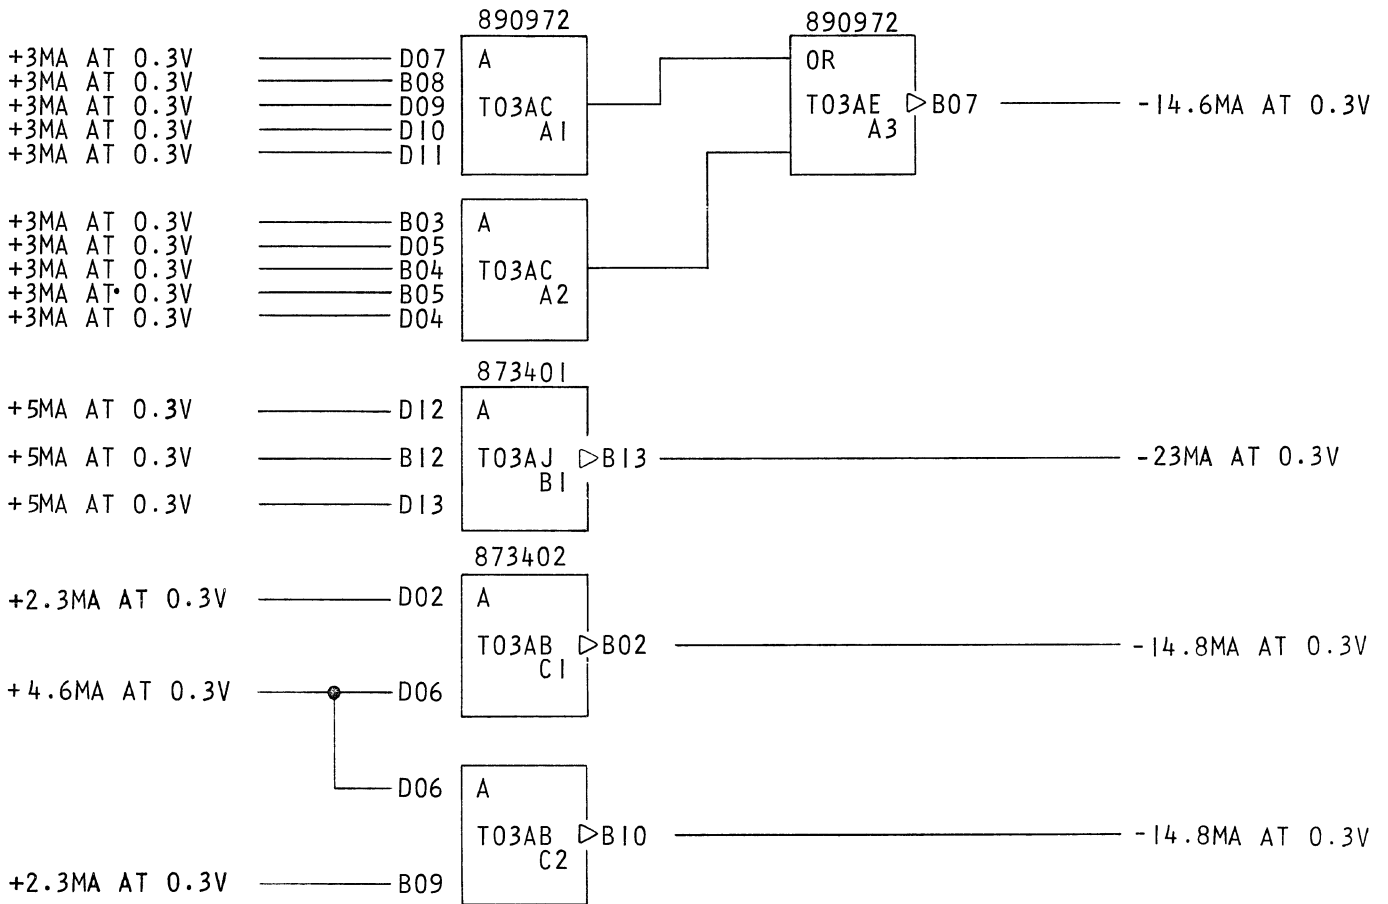 890972 890972
+3MA AT 0.3V D07 A OR
+3MA AT 0.3V B08
+3MA AT 0.3V D09 T03AC T03AE B07 -14.6MA AT 0.3V
+3MA AT 0.3V D10 A1 A3
+3MA AT 0.3V D11
+3MA AT 0.3V B03 A
+3MA AT 0.3V D05
+3MA AT 0.3V B04 T03AC
+3MA AT 0.3V B05 A2
+3MA AT 0.3V D04
873401
+5MA AT 0.3V D12 A
+5MA AT 0.3V B12 T03AJ B13 -23MA AT 0.3V
B1
+5MA AT 0.3V D13
873402
+2.3MA AT 0.3V D02 A
T03AB B02 -14.8MA AT 0.3V
C1
+4.6MA AT 0.3V D06
D06 A
T03AB B10 -14.8MA AT 0.3V
C2
+2.3MA AT 0.3V B09